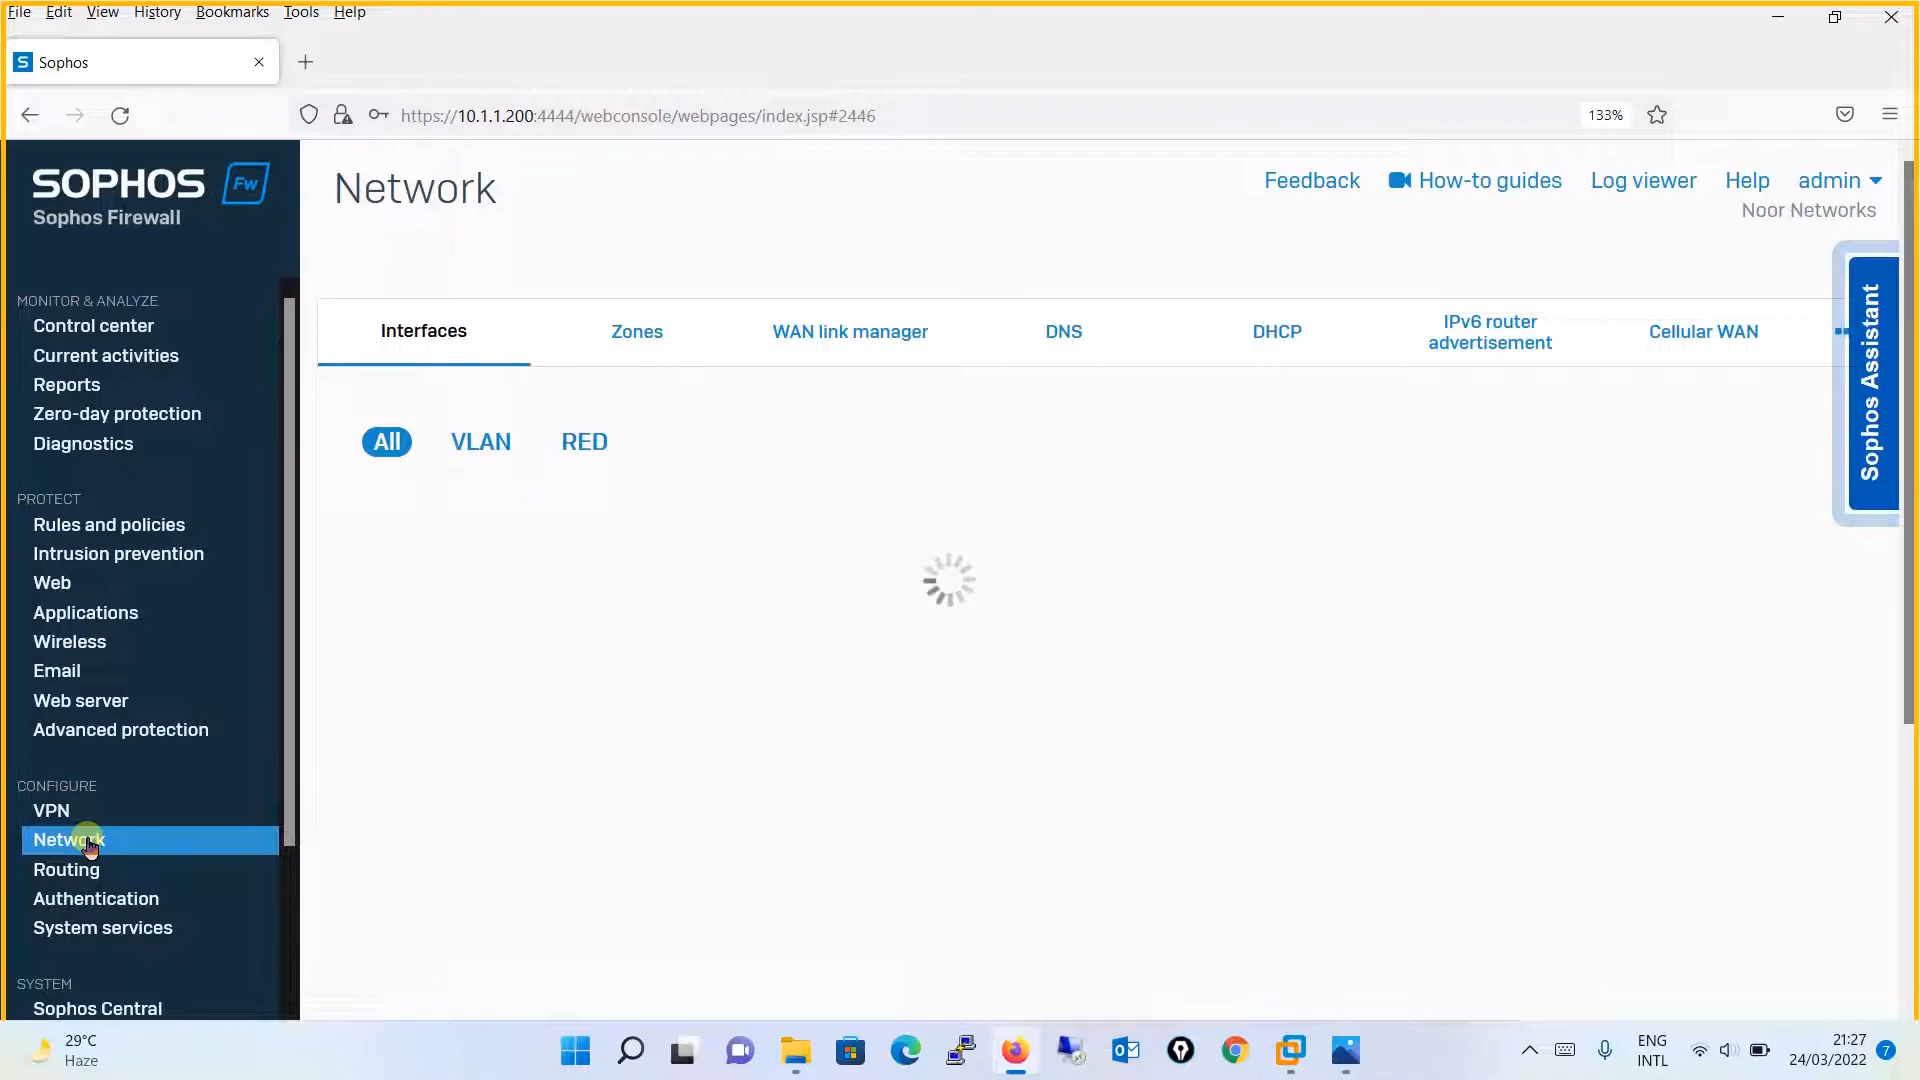 File Edit View History Bookmarks Tools Help
S Sophos
https://10.1.1.200:4444/webconsole/webpages/index.jsp#2446
133%
SOPHOS Fw
Sophos Firewall
Network
Feedback How-to guides Log viewer Help admin
Noor Networks
Interfaces Zones WAN link manager DNS DHCP IPv6 router advertisement Cellular WAN
Sophos Assistant
All VLAN RED
MONITOR & ANALYZE
Control center
Current activities
Reports
Zero-day protection
Diagnostics
PROTECT
Rules and policies
Intrusion prevention
Web
Applications
Wireless
Email
Web server
Advanced protection
CONFIGURE
VPN
Network
Routing
Authentication
System services
SYSTEM
Sophos Central
29°C
Haze
ENG
INTL
21:27
24/03/2022
7